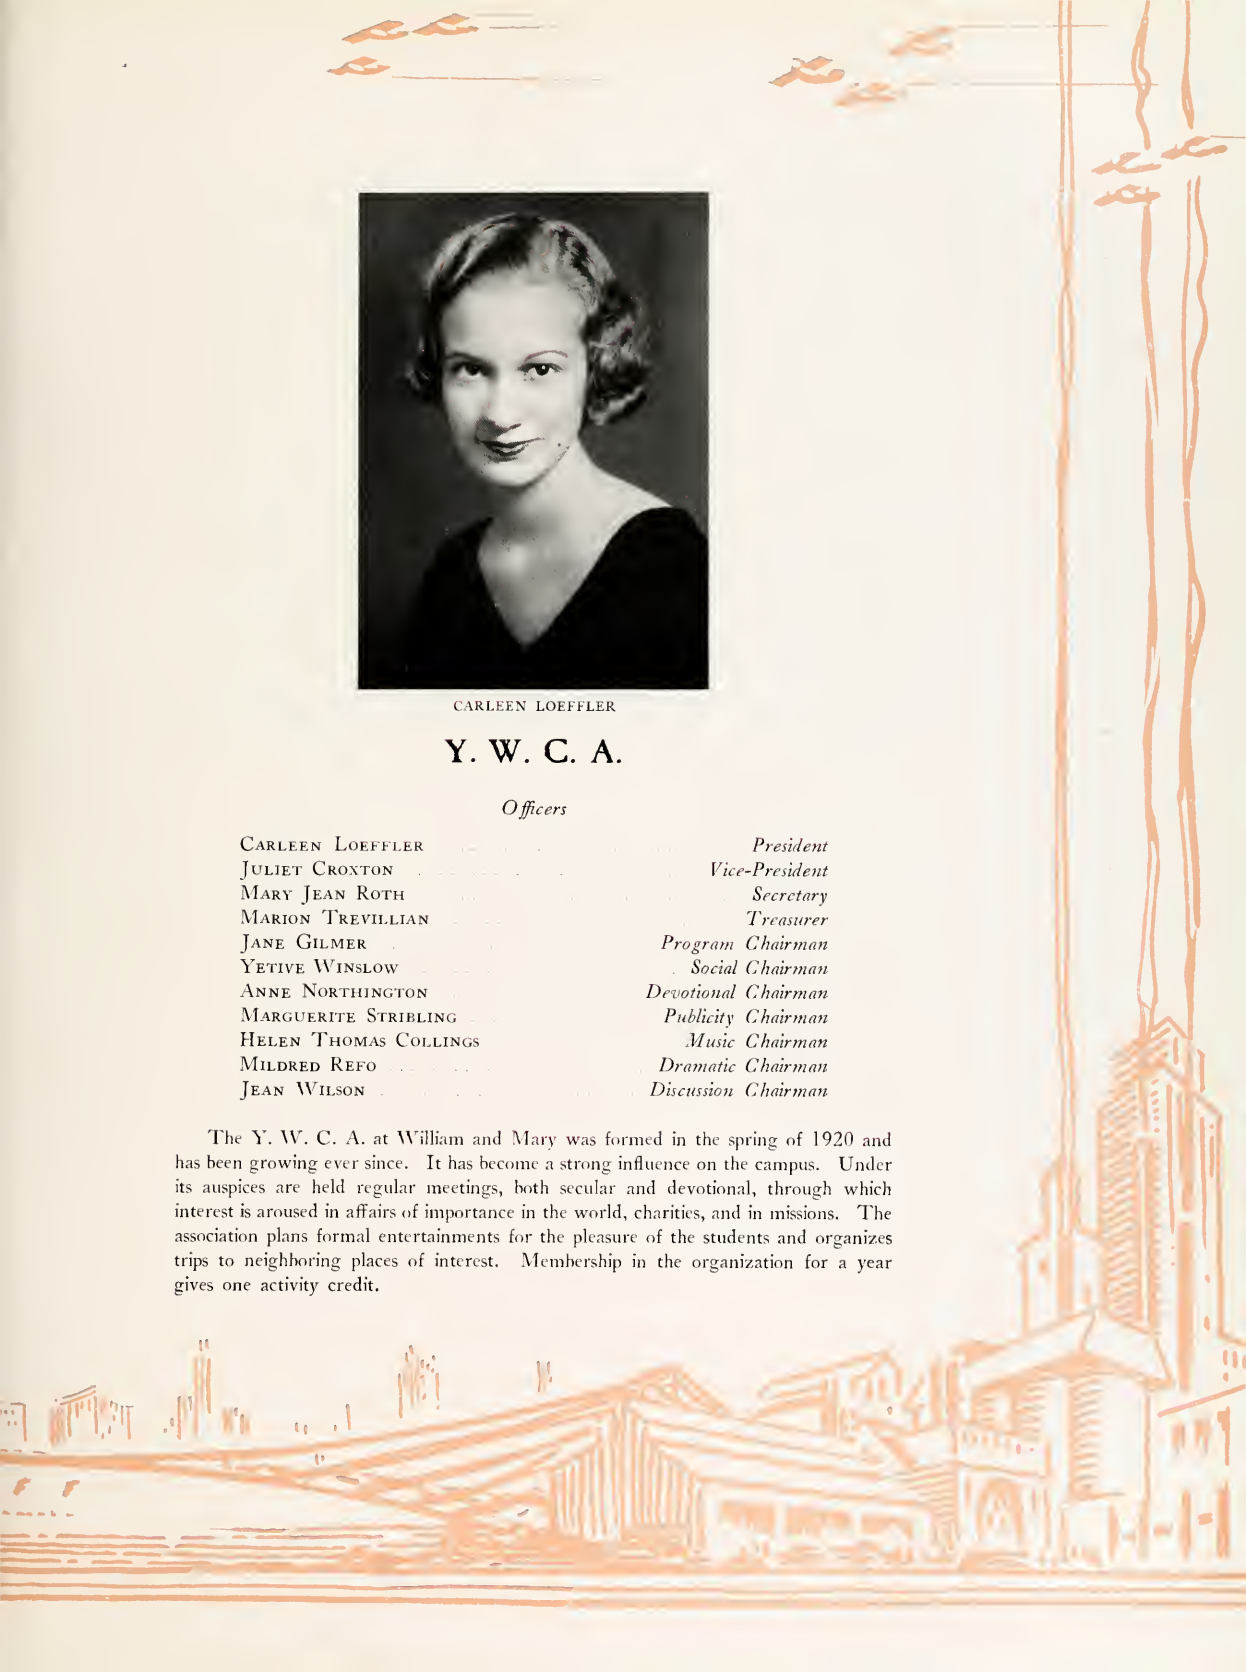 CARLEEN LOEFFLER
Y. W. C. A.
Officers
CARLEEN LOEFFLER President
JULIET CROXTON Vice-President
MARY JEAN ROTH Secretary
MARION TREVILLIAN Treasurer
JANE GILMER Program Chairman
YETIVE WINSLOW Social Chairman
ANNE NORTHINGTON Devotional Chairman
MARGUERITE STRIBLING Publicity Chairman
HELEN THOMAS COLLINGS Music Chairman
MILDRED REFO Dramatic Chairman
JEAN WILSON Discussion Chairman
The Y. W. C. A. at William and Mary was formed in the spring of 1920 and
has been growing ever since. It has become a strong influence on the campus. Under
its auspices are held regular meetings, both secular and devotional, through which
interest is aroused in affairs of importance in the world, charities, and in missions. The
association plans formal entertainments for the pleasure of the students and organizes
trips to neighboring places of interest. Membership in the organization for a year
gives one activity credit.